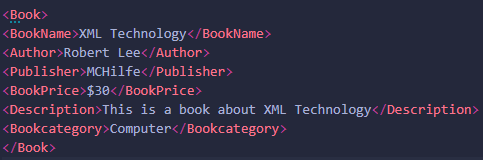 <Book>
<BookName>XML Technology</BookName>
<Author>Robert Lee</Author>
<Publisher>MCHilfe</Publisher>
<BookPrice>$30</BookPrice>
<Description>This is a book about XML Technology</Description>
<Bookcategory>Computer</Bookcategory>
</Book>